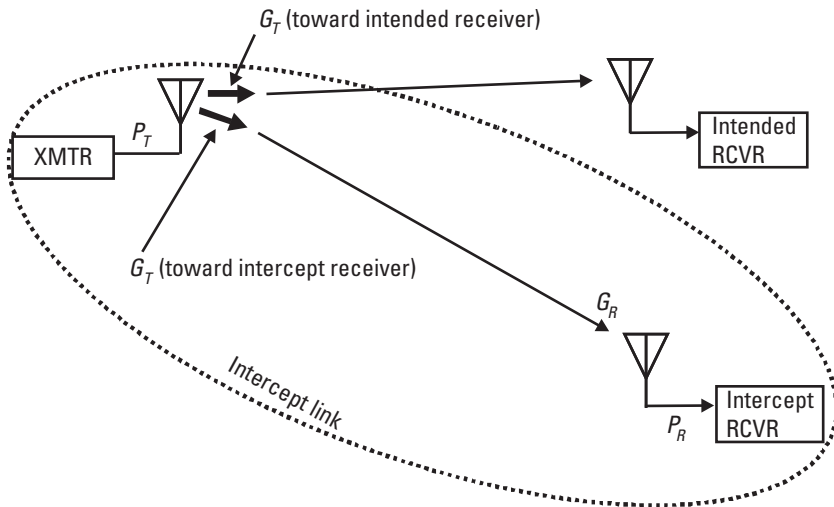 G_T (toward intended receiver)
P_T
XMTR
Intended
RCVR
G_T (toward intercept receiver)
G_R
Intercept link
P_R
Intercept
RCVR